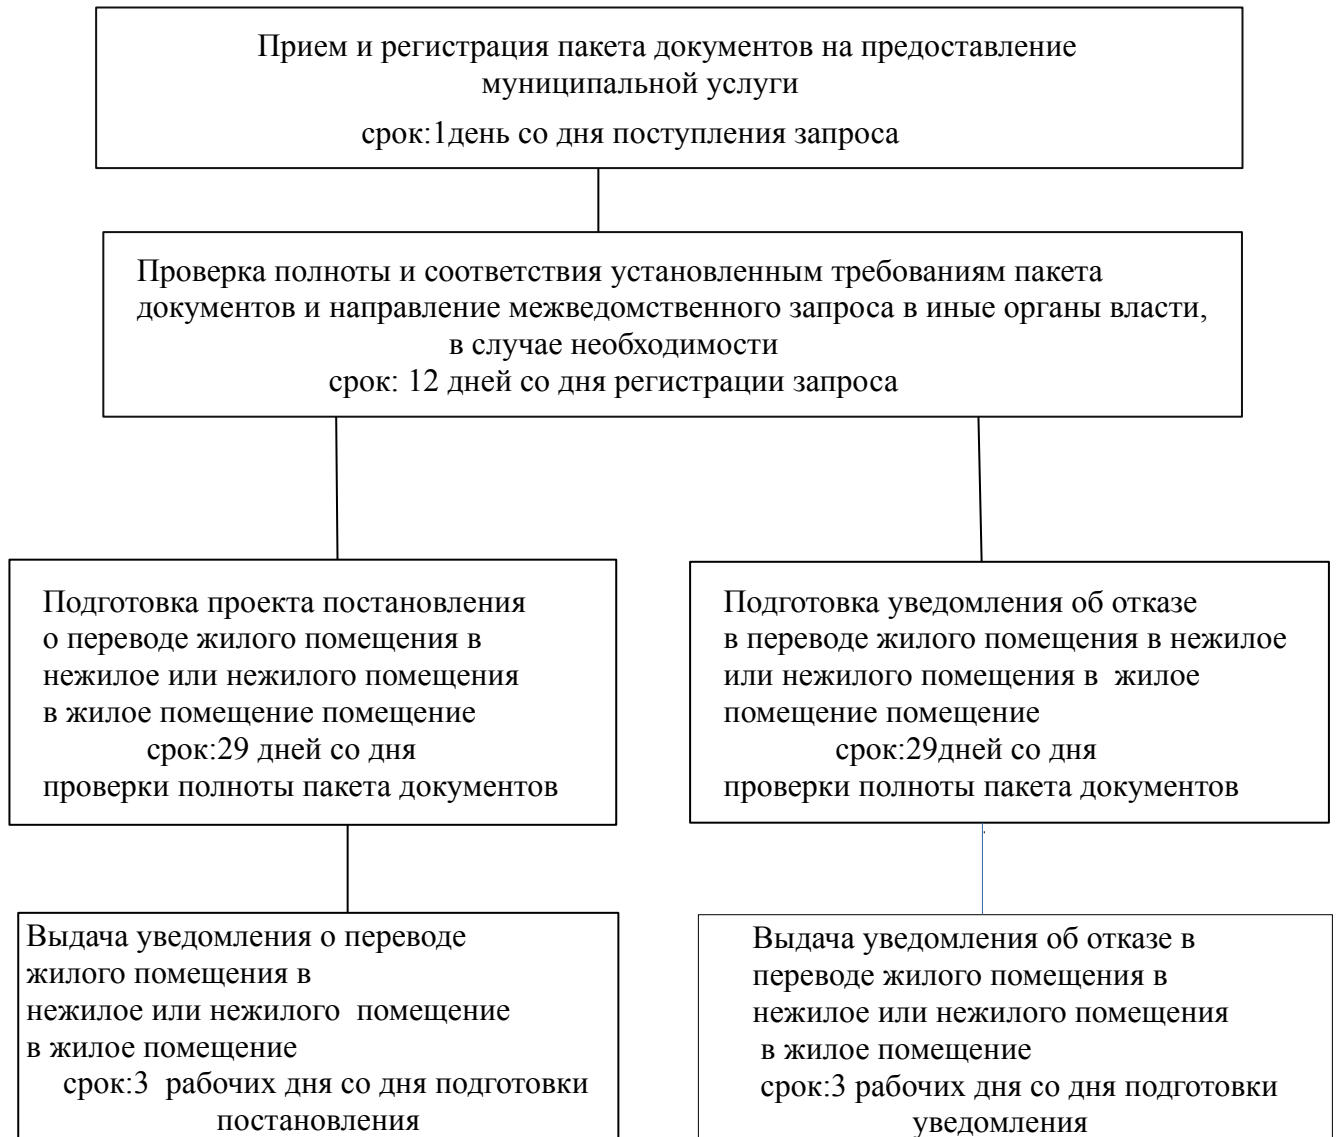 Прием и регистрация пакета документов на предоставление
муниципальной услуги
срок:1день со дня поступления запроса
Проверка полноты и соответствия установленным требованиям пакета
документов и направление межведомственного запроса в иные органы власти,
в случае необходимости
срок: 12 дней со дня регистрации запроса
Подготовка проекта постановления
о переводе жилого помещения в
нежилое или нежилого помещения
в жилое помещение помещение
срок:29 дней со дня
проверки полноты пакета документов
Подготовка уведомления об отказе
в переводе жилого помещения в нежилое
или нежилого помещения в  жилое
помещение помещение
срок:29дней со дня
проверки полноты пакета документов
Выдача уведомления о переводе
жилого помещения в
нежилое или нежилого  помещение
в жилое помещение
срок:3  рабочих дня со дня подготовки
постановления
Выдача уведомления об отказе в
переводе жилого помещения в
нежилое или нежилого помещения
в жилое помещение
срок:3 рабочих дня со дня подготовки
уведомления